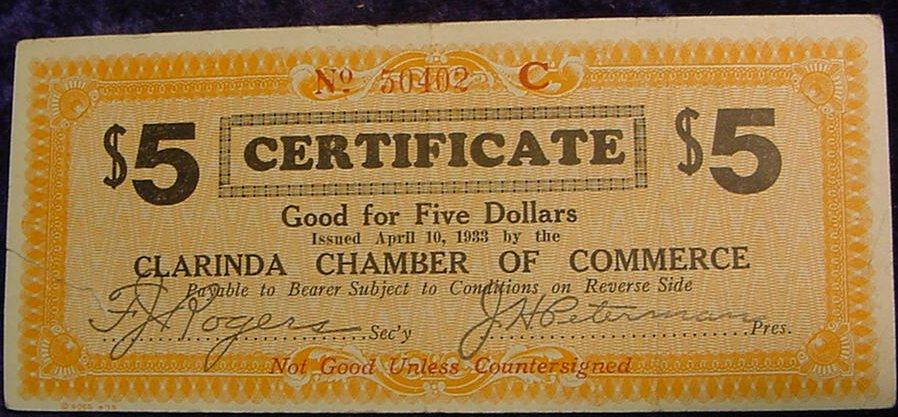 Nº 50402 C
$5 CERTIFICATE $5
Good for Five Dollars
Issued April 10, 1933 by the
CLARINDA CHAMBER OF COMMERCE
Payable to Bearer Subject to Conditions on Reverse Side
F J Rogers Sec'y J H Peterman Pres.
Not Good Unless Countersigned